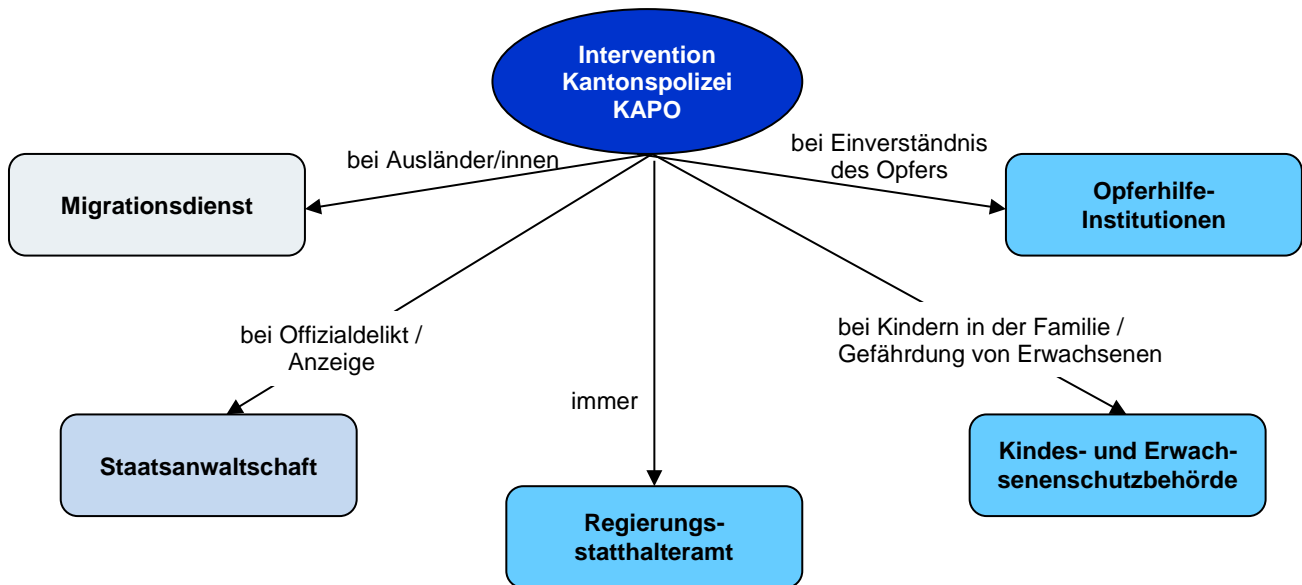 Intervention
Kantonspolizei
KAPO
bei Ausländer/innen
bei Einverständnis
des Opfers
Migrationsdienst
Opferhilfe-
Institutionen
bei Offizialdelikt /
Anzeige
bei Kindern in der Familie /
Gefährdung von Erwachsenen
immer
Staatsanwaltschaft
Kindes- und Erwach-
senenschutzbehörde
Regierungs-
statthalteramt